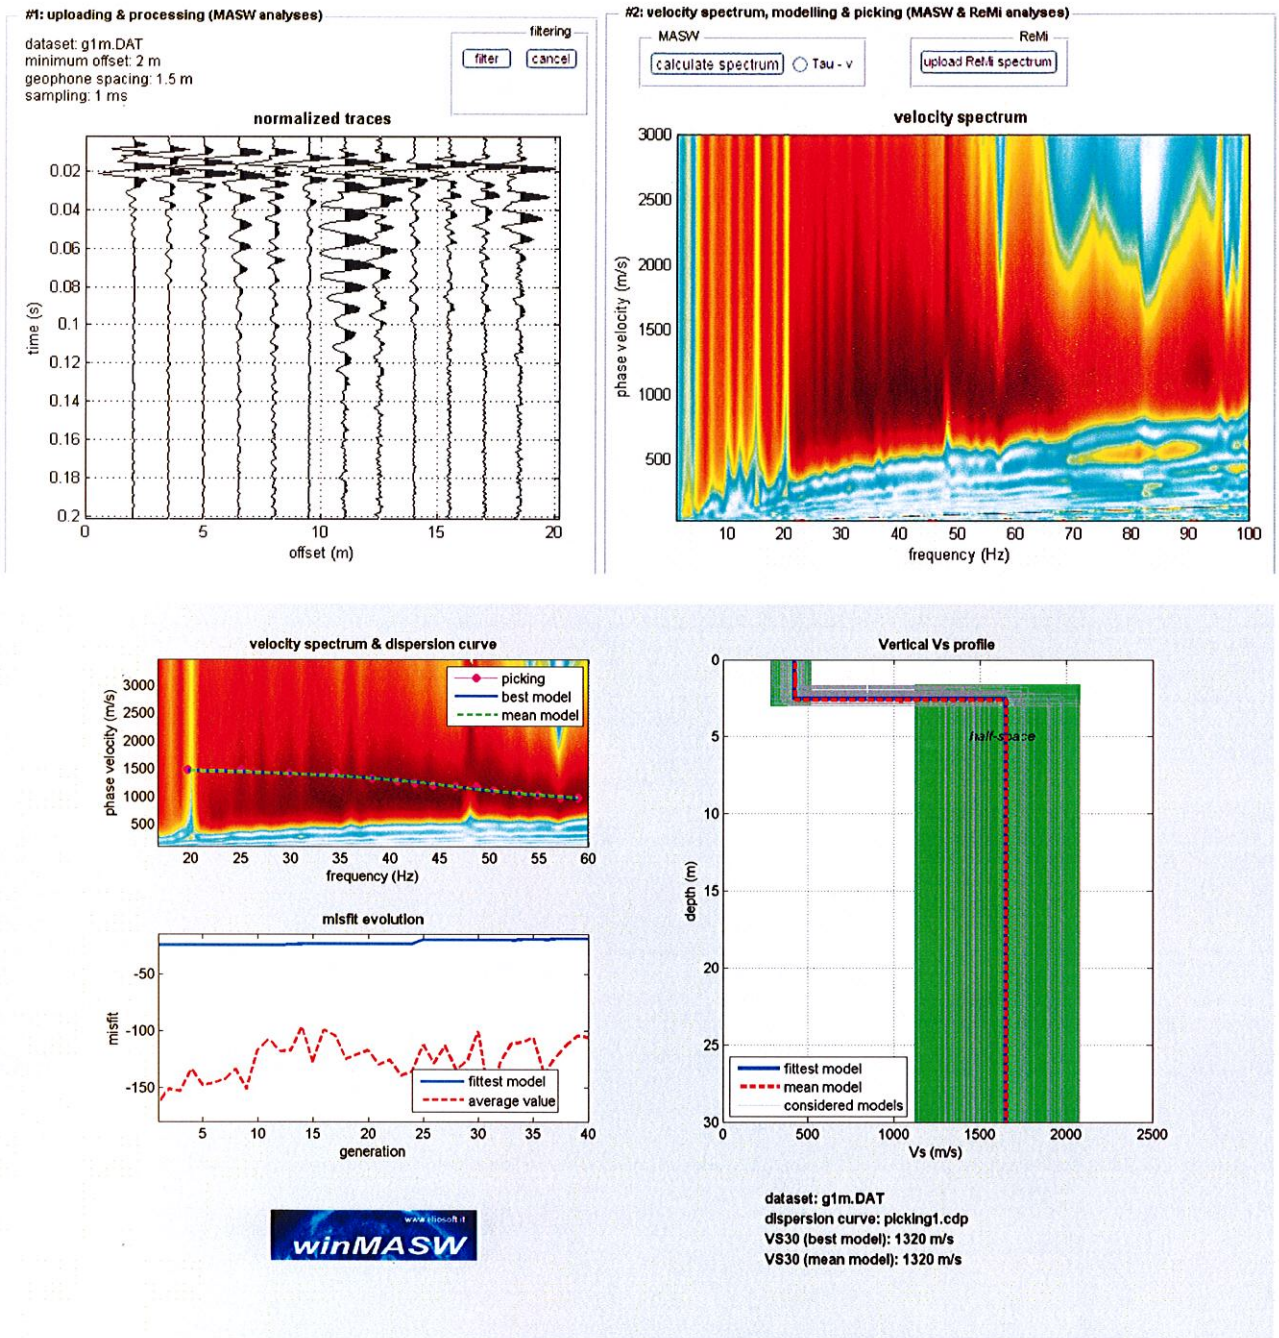 #1: uploading & processing (MASW analyses)
dataset: g1m.DAT
minimum offset: 2 m
geophone spacing: 1.5 m
sampling: 1 ms
filtering
filter cancel
normalized traces
time (s)
0.02
0.04
0.06
0.08
0.1
0.12
0.14
0.16
0.18
0.2
0 5 10 15 20
offset (m)
#2: velocity spectrum, modelling & picking (MASW & ReMi analyses)
MASW
calculate spectrum Tau - v
ReMi
upload ReMi spectrum
velocity spectrum
phase velocity (m/s)
3000
2500
2000
1500
1000
500
10 20 30 40 50 60 70 80 90 100
frequency (Hz)
velocity spectrum & dispersion curve
phase velocity (m/s)
3000
2500
2000
1500
1000
500
picking
best model
mean model
20 25 30 35 40 45 50 55 60
frequency (Hz)
misfit evolution
misfit
-50
-100
-150
fittest model
average value
5 10 15 20 25 30 35 40
generation
www.eliosoft.it
winMASW
Vertical Vs profile
depth (m)
0
5
10
15
20
25
30
half-space
fittest model
mean model
considered models
0 500 1000 1500 2000 2500
Vs (m/s)
dataset: g1m.DAT
dispersion curve: picking1.cdp
VS30 (best model): 1320 m/s
VS30 (mean model): 1320 m/s